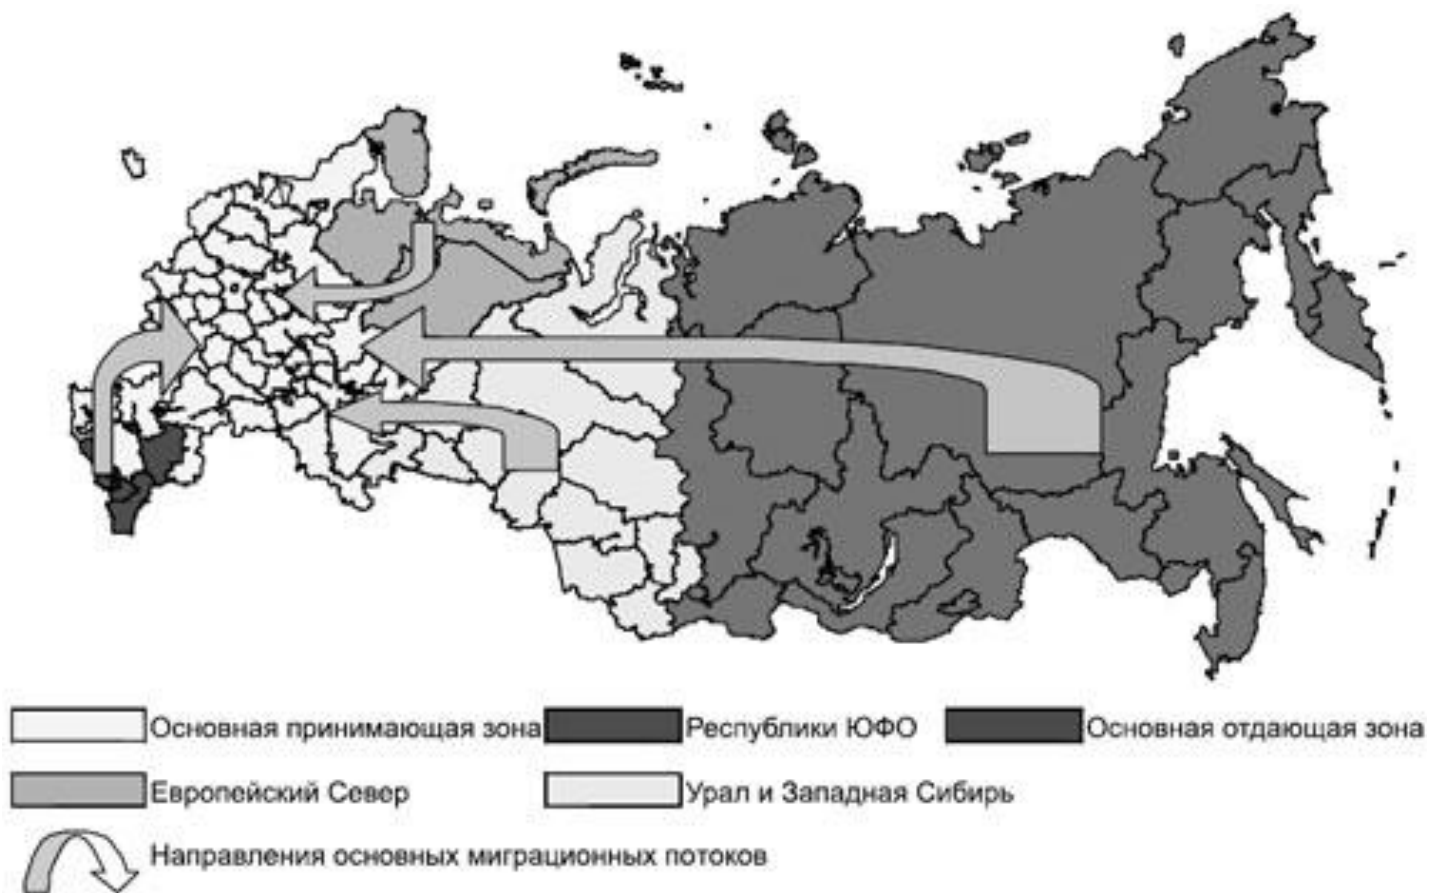 Основная принимающая зона
Республики ЮФО
Основная отдающая зона
Европейский Север
Урал и Западная Сибирь
Направления основных миграционных потоков